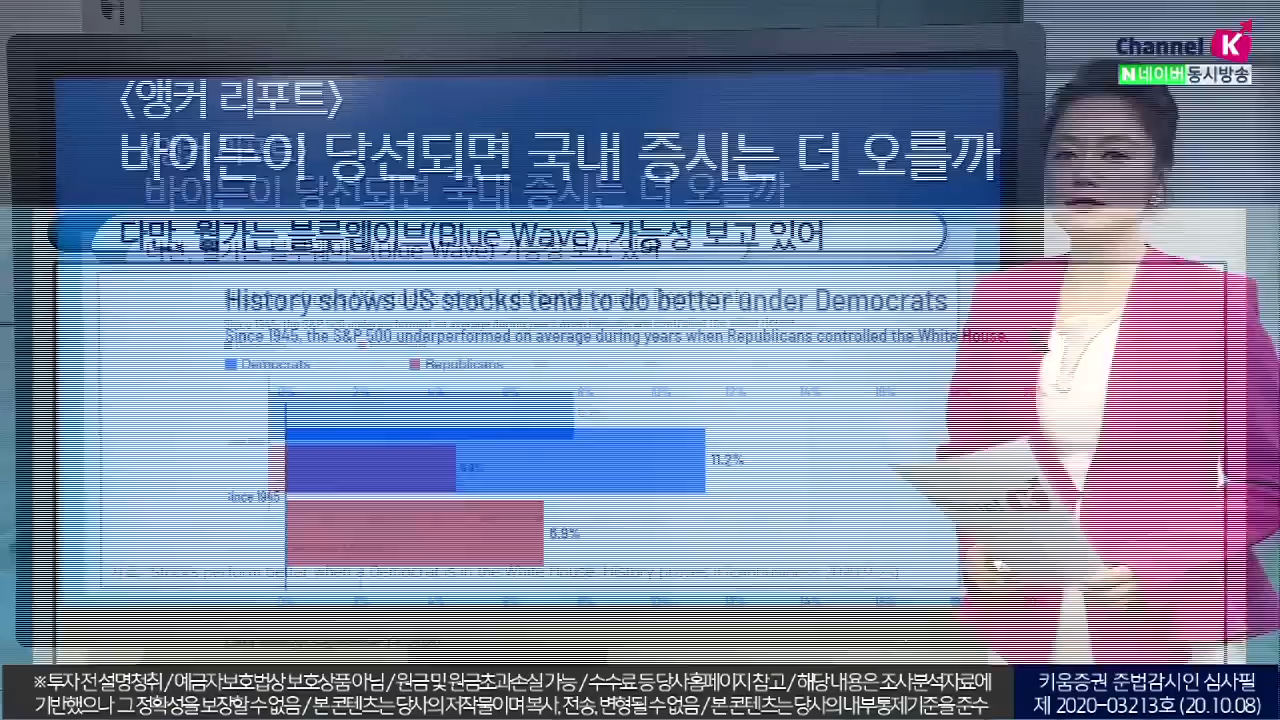 Channel K
N 네이버 동시방송
<앵커 리포트>
바이든이 당선되면 국내 증시는 더 오를까
다만, 월가는 블루웨이브(Blue Wave) 가능성 보고 있어
History shows US stocks tend to do better under Democrats
Since 1945, the S&P 500 underperformed on average during years when Republicans controlled the White House.
Democrats Republicans
11.2%
Since 1945
6.9%
※ 투자 전 설명청취 / 예금자보호법상 보호상품 아님 / 원금 및 원금초과손실 가능 / 수수료 등 당사 홈페이지 참고 / 해당 내용은 조사분석자료에
기반했으나 그 정확성을 보장할 수 없음 / 본 콘텐츠는 당사의 저작물이며 복사, 전송, 변형될 수 없음 / 본 콘텐츠는 당사의 내부통제기준을 준수
키움증권 준법감시인 심사필
제 2020-03213호 (20.10.08)